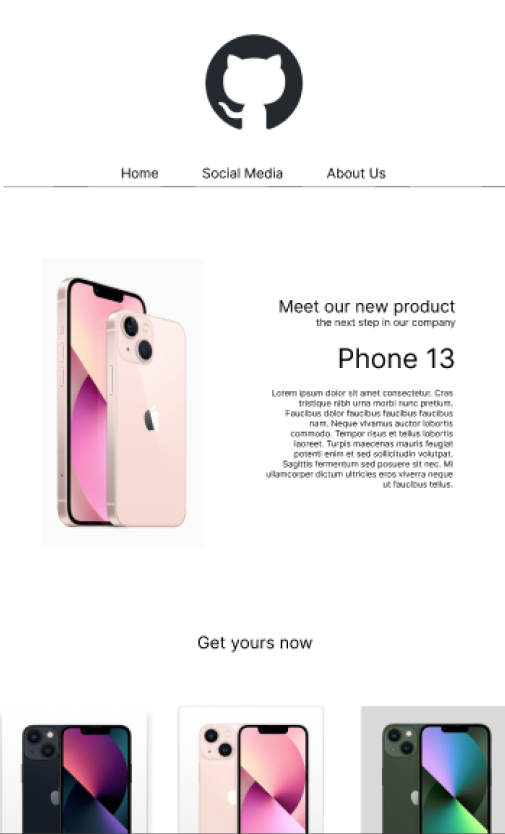 Home Social Media About Us
Meet our new product
the next step in our company
Phone 13
Lorem ipsum dolor sit amet consectetur. Cras
tristique nibh urna morbi nunc pretium.
Faucibus dolor faucibus faucibus faucibus
nam. Neque vivamus auctor lobortis
commodo. Tempor risus et tellus lobortis
laoreet. Turpis maecenas mauris feugiat
potenti enim et sed sollicitudin volutpat.
Sagittis fermentum sed posuere sit nec. Mi
ullamcorper dictum ultricies eros viverra neque
ut faucibus tellus.
Get yours now